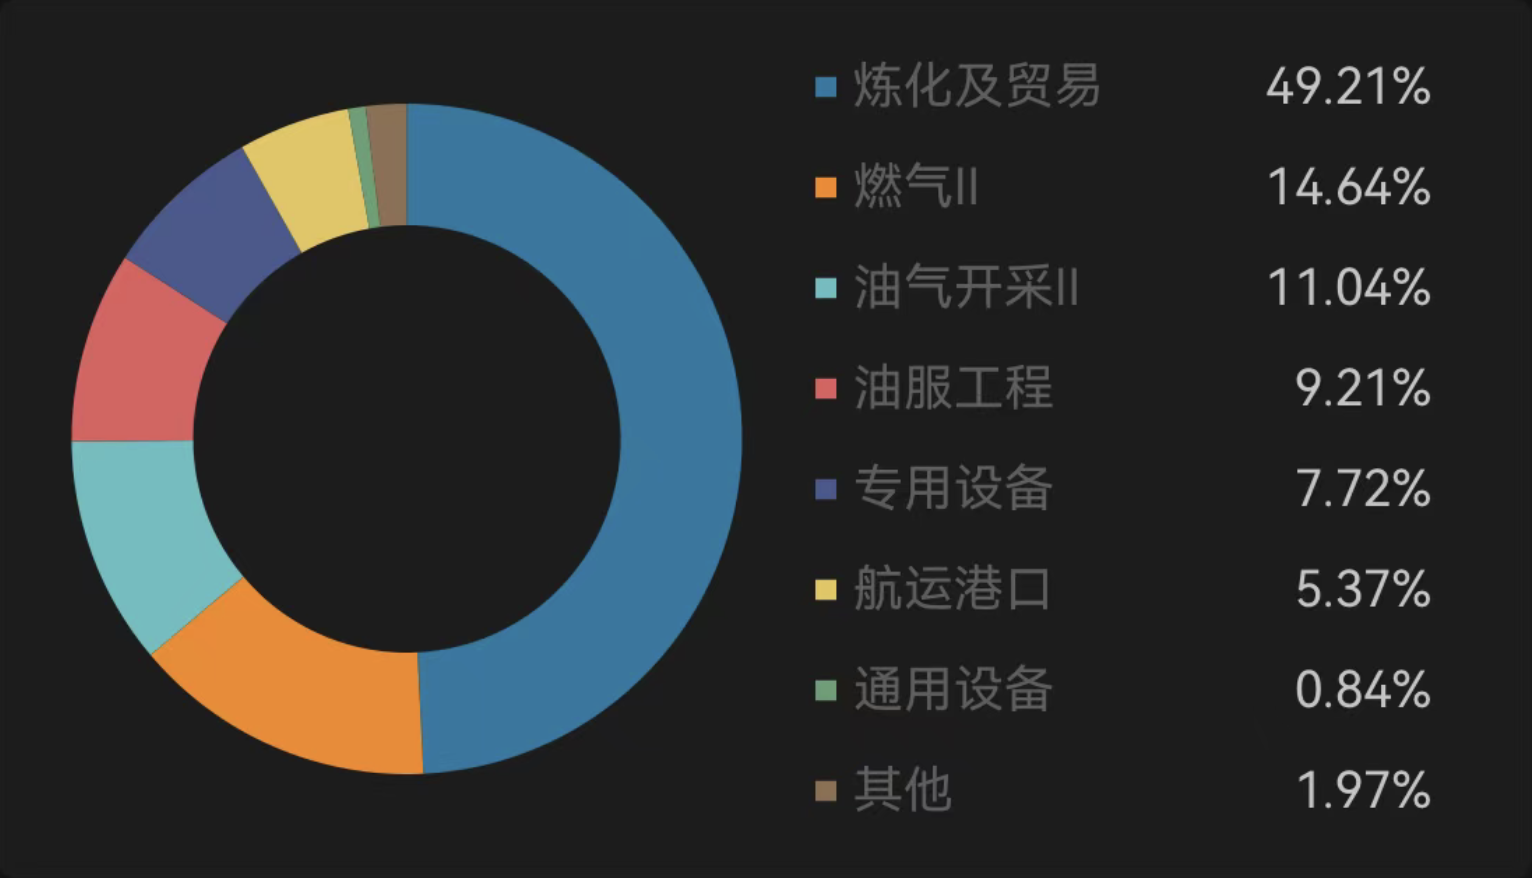 炼化及贸易 49.21%
燃气II 14.64%
油气开采II 11.04%
油服工程 9.21%
专用设备 7.72%
航运港口 5.37%
通用设备 0.84%
其他 1.97%